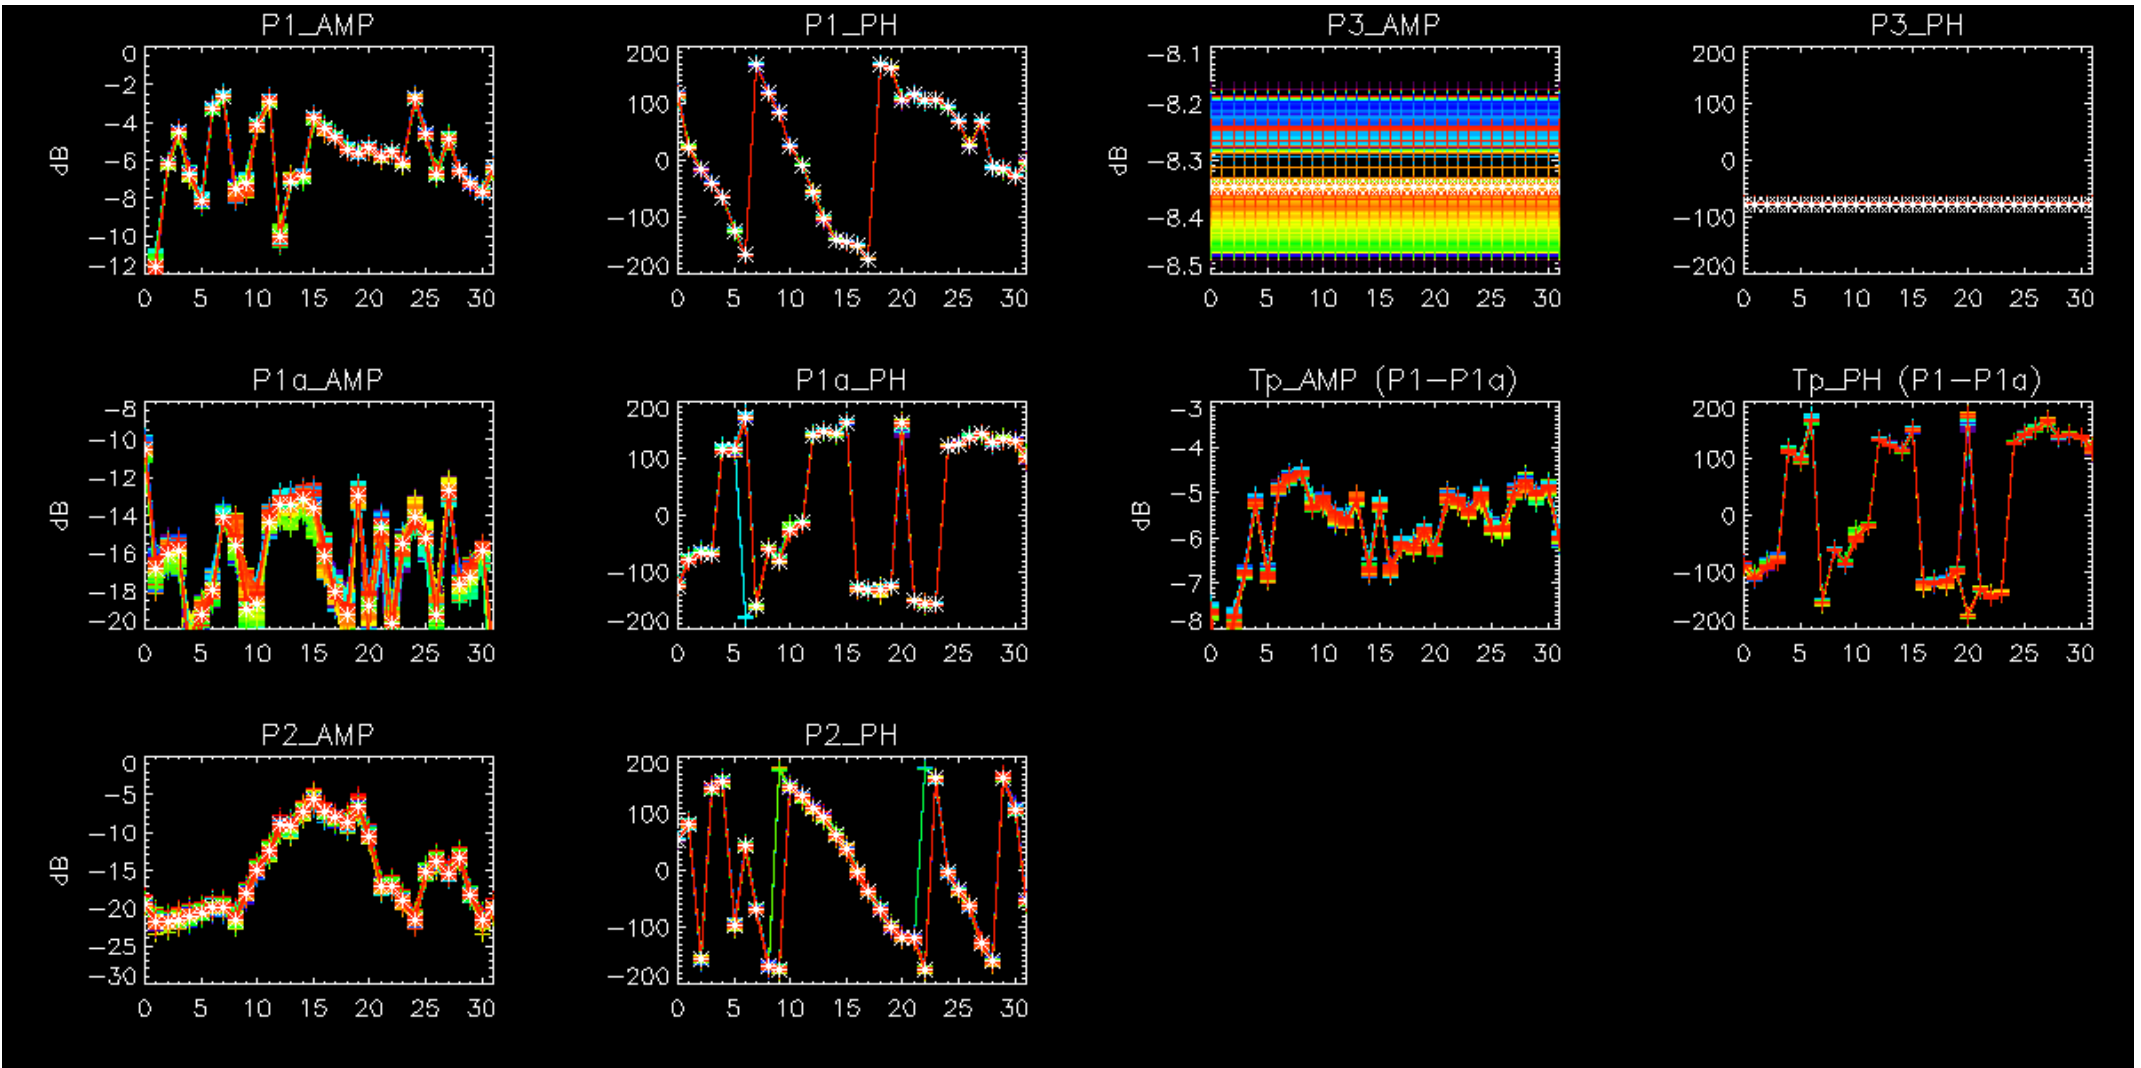 P1_AMP
dB
0
−2
−4
−6
−8
−10
−12
0 5 10 15 20 25 30
P1_PH
200
100
0
−100
−200
0 5 10 15 20 25 30
P3_AMP
dB
−8.1
−8.2
−8.3
−8.4
−8.5
0 5 10 15 20 25 30
P3_PH
200
100
0
−100
−200
0 5 10 15 20 25 30
P1a_AMP
dB
−8
−10
−12
−14
−16
−18
−20
0 5 10 15 20 25 30
P1a_PH
200
100
0
−100
−200
0 5 10 15 20 25 30
Tp_AMP (P1−P1a)
dB
−3
−4
−5
−6
−7
−8
0 5 10 15 20 25 30
Tp_PH (P1−P1a)
200
100
0
−100
−200
0 5 10 15 20 25 30
P2_AMP
dB
0
−5
−10
−15
−20
−25
−30
0 5 10 15 20 25 30
P2_PH
200
100
0
−100
−200
0 5 10 15 20 25 30